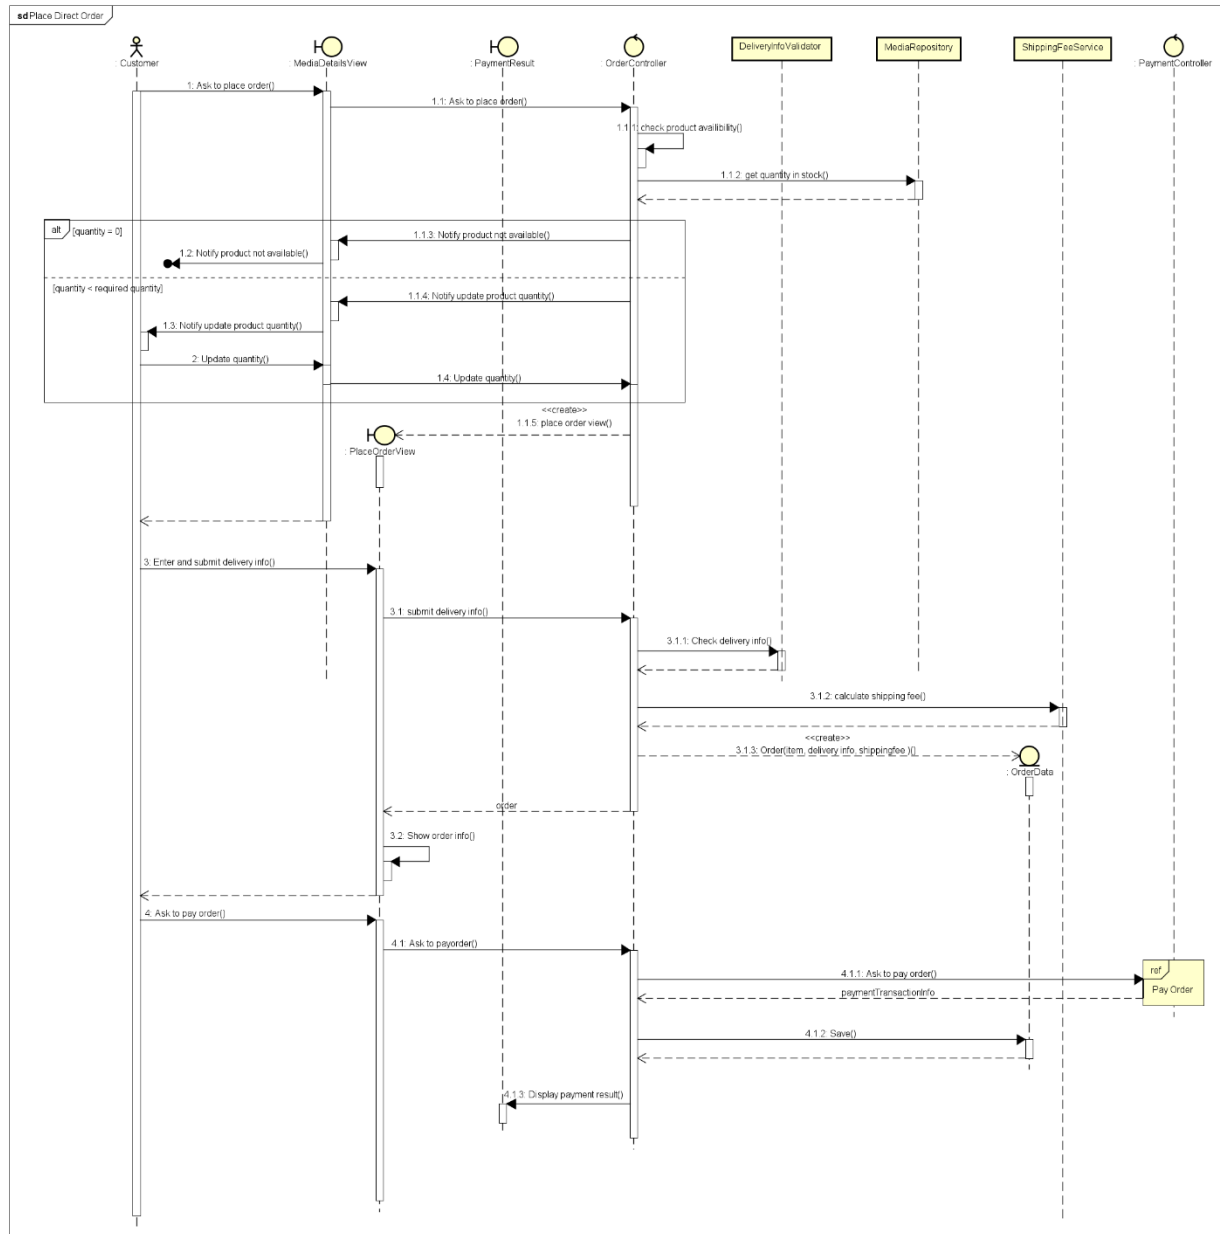 sd Place Direct Order
: Customer
: MediaDetailsView
: PaymentResult
: OrderController
DeliveryInfoValidator
MediaRepository
ShippingFeeService
: PaymentController
1: Ask to place order()
1.1: Ask to place order()
1.1.1: check product availibility()
1.1.2 get quantity in stock()
alt
[quantity = 0]
1.1.3: Notify product not available()
1.2: Notify product not available()
[quantity < required quantity]
1.1.4: Notify update product quantity()
1.3: Notify update product quantity()
2: Update quantity()
1.4: Update quantity()
<<create>>
1.1.5: place order view()
: PlaceOrderView
3: Enter and submit delivery info()
3.1: submit delivery info()
3.1.1: Check delivery info()
3.1.2: calculate shipping fee()
<<create>>
3.1.3: Order(item, delivery info, shippingfee )()
: OrderData
order
3.2: Show order info()
4: Ask to pay order()
4.1: Ask to payorder()
ref
4.1.1: Ask to pay order()
Pay Order
paymentTransactionInfo
4.1.2: Save()
4.1.3: Display payment result()